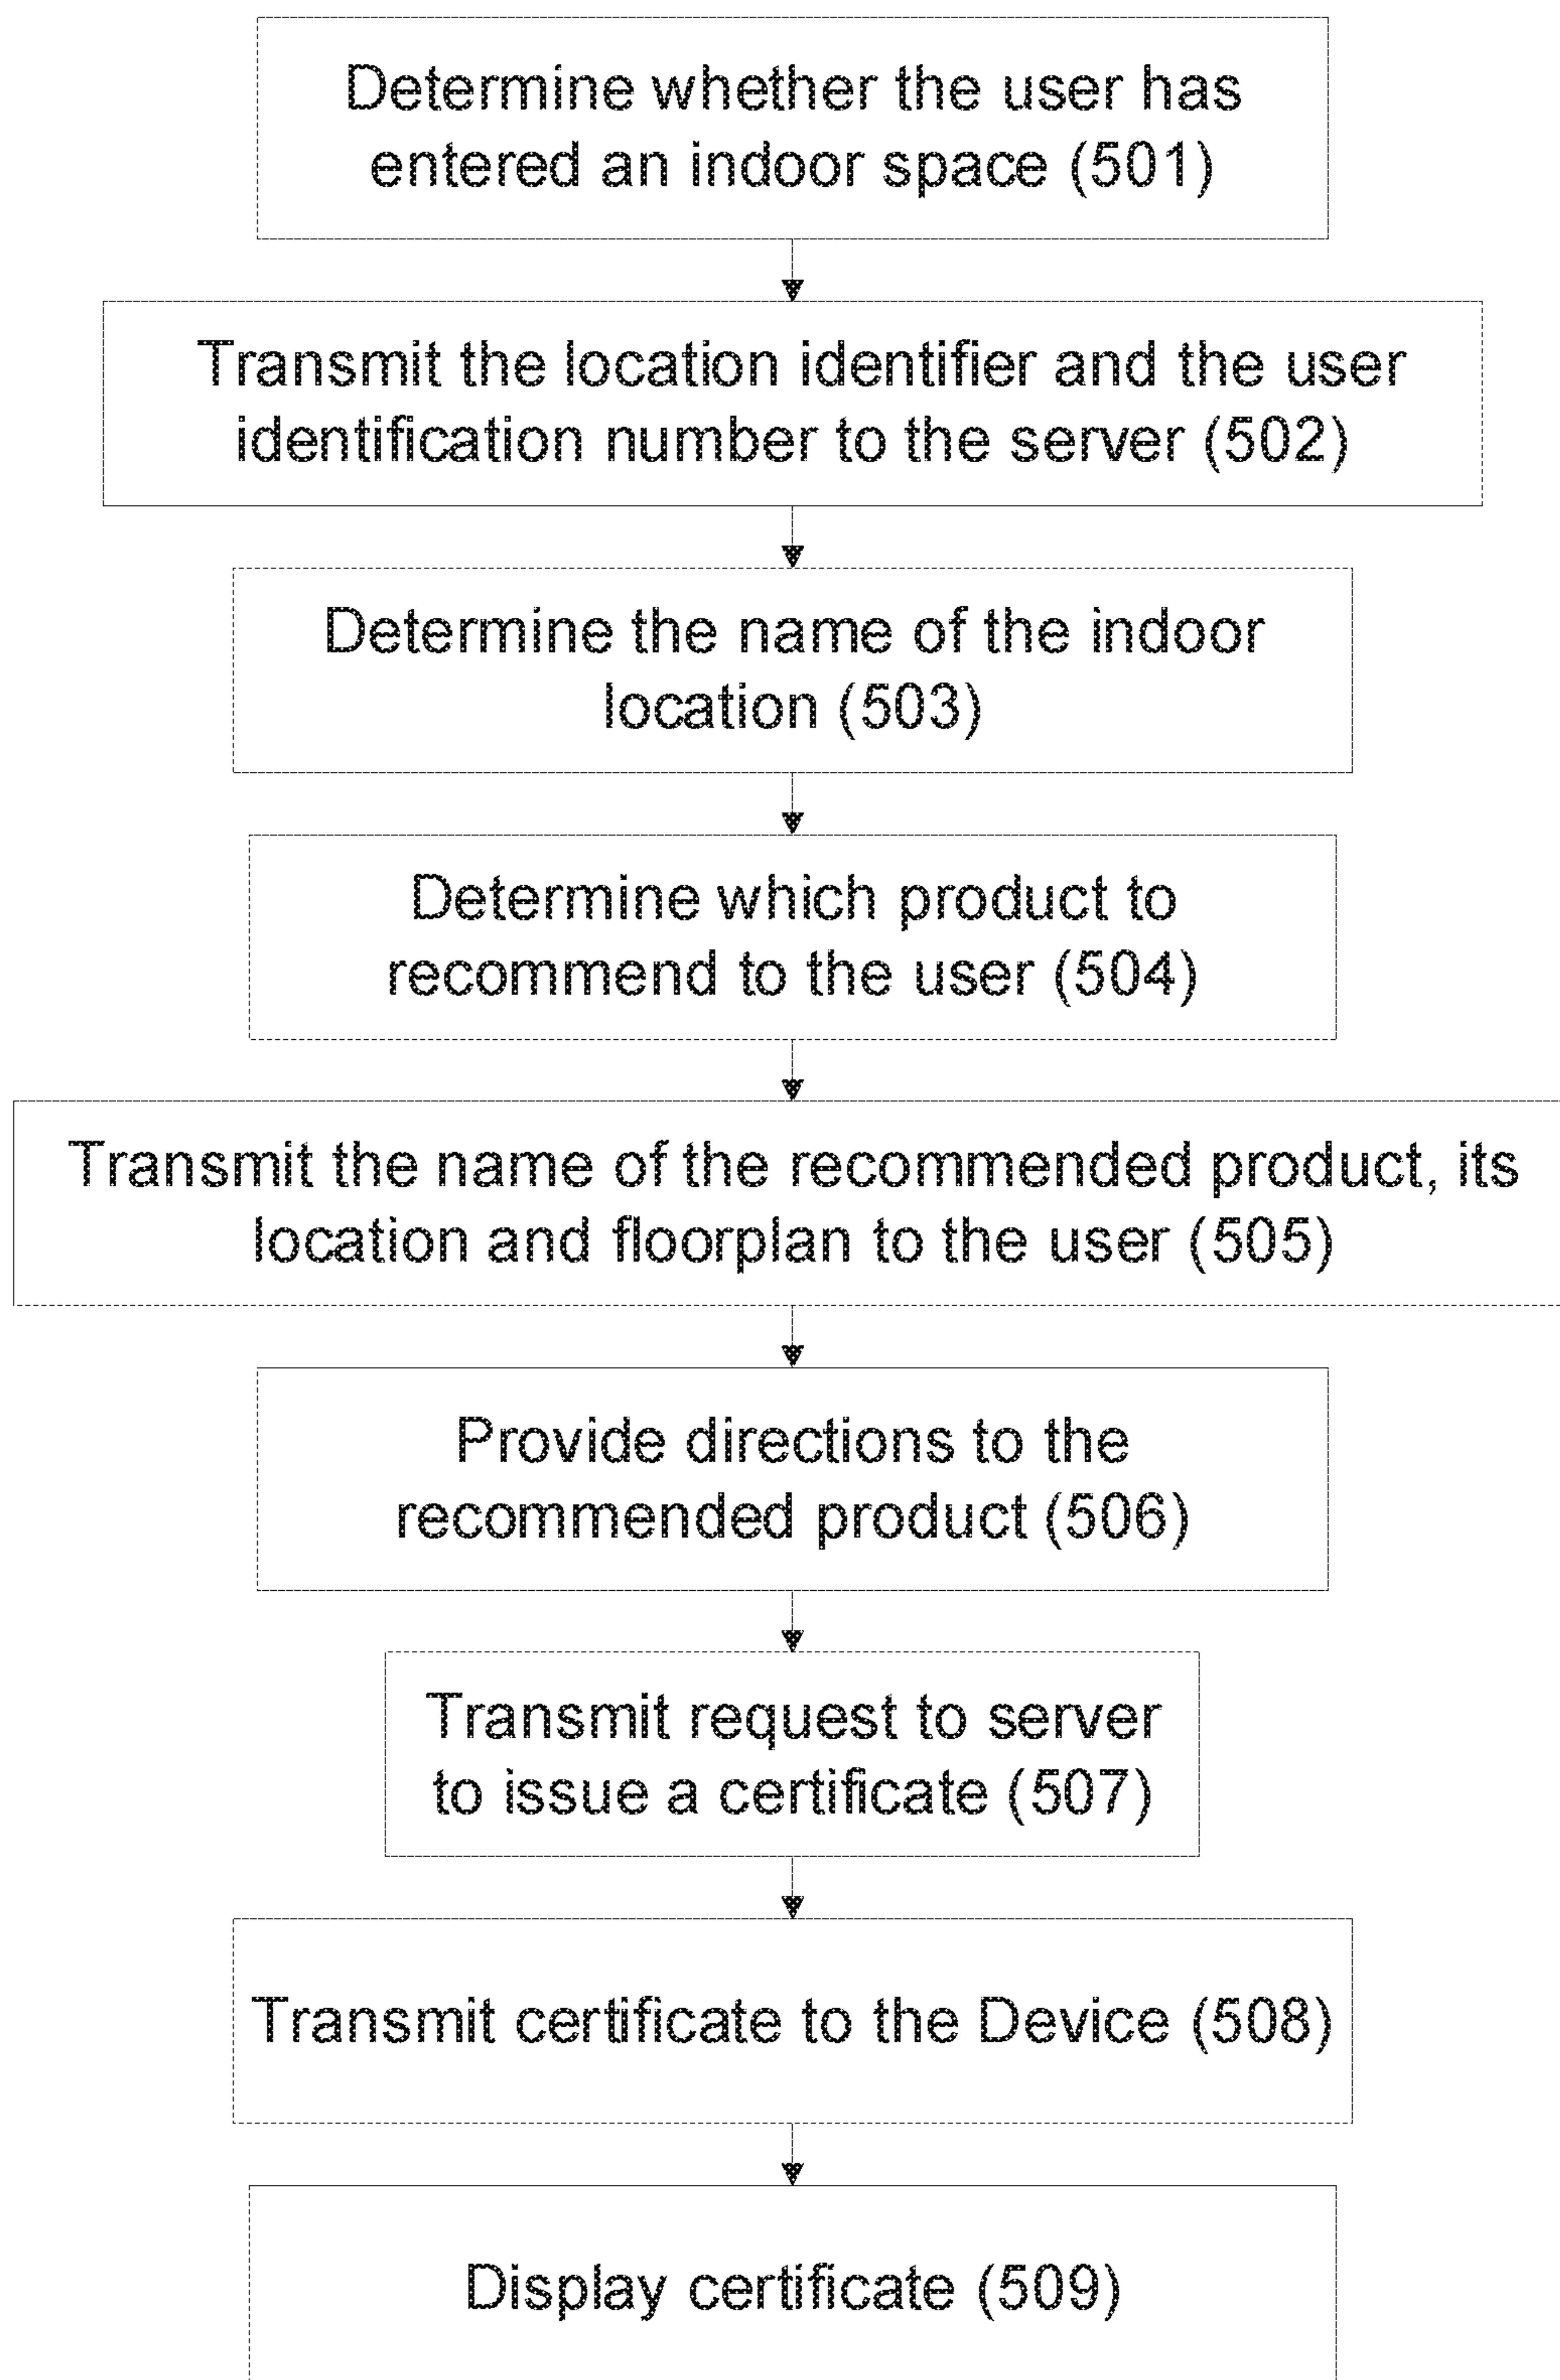 Determine whether the user has
entered an indoor space (501)
Transmit the location identifier and the user
identification number to the server (502)
Determine the name of the indoor
location (503)
Determine which product to
recommend to the user (504)
Transmit the name of the recommended product, its
location and floorplan to the user (505)
Provide directions to the
recommended product (506)
Transmit request to server
to issue a certificate (507)
Transmit certificate to the Device (508)
Display certificate (509)